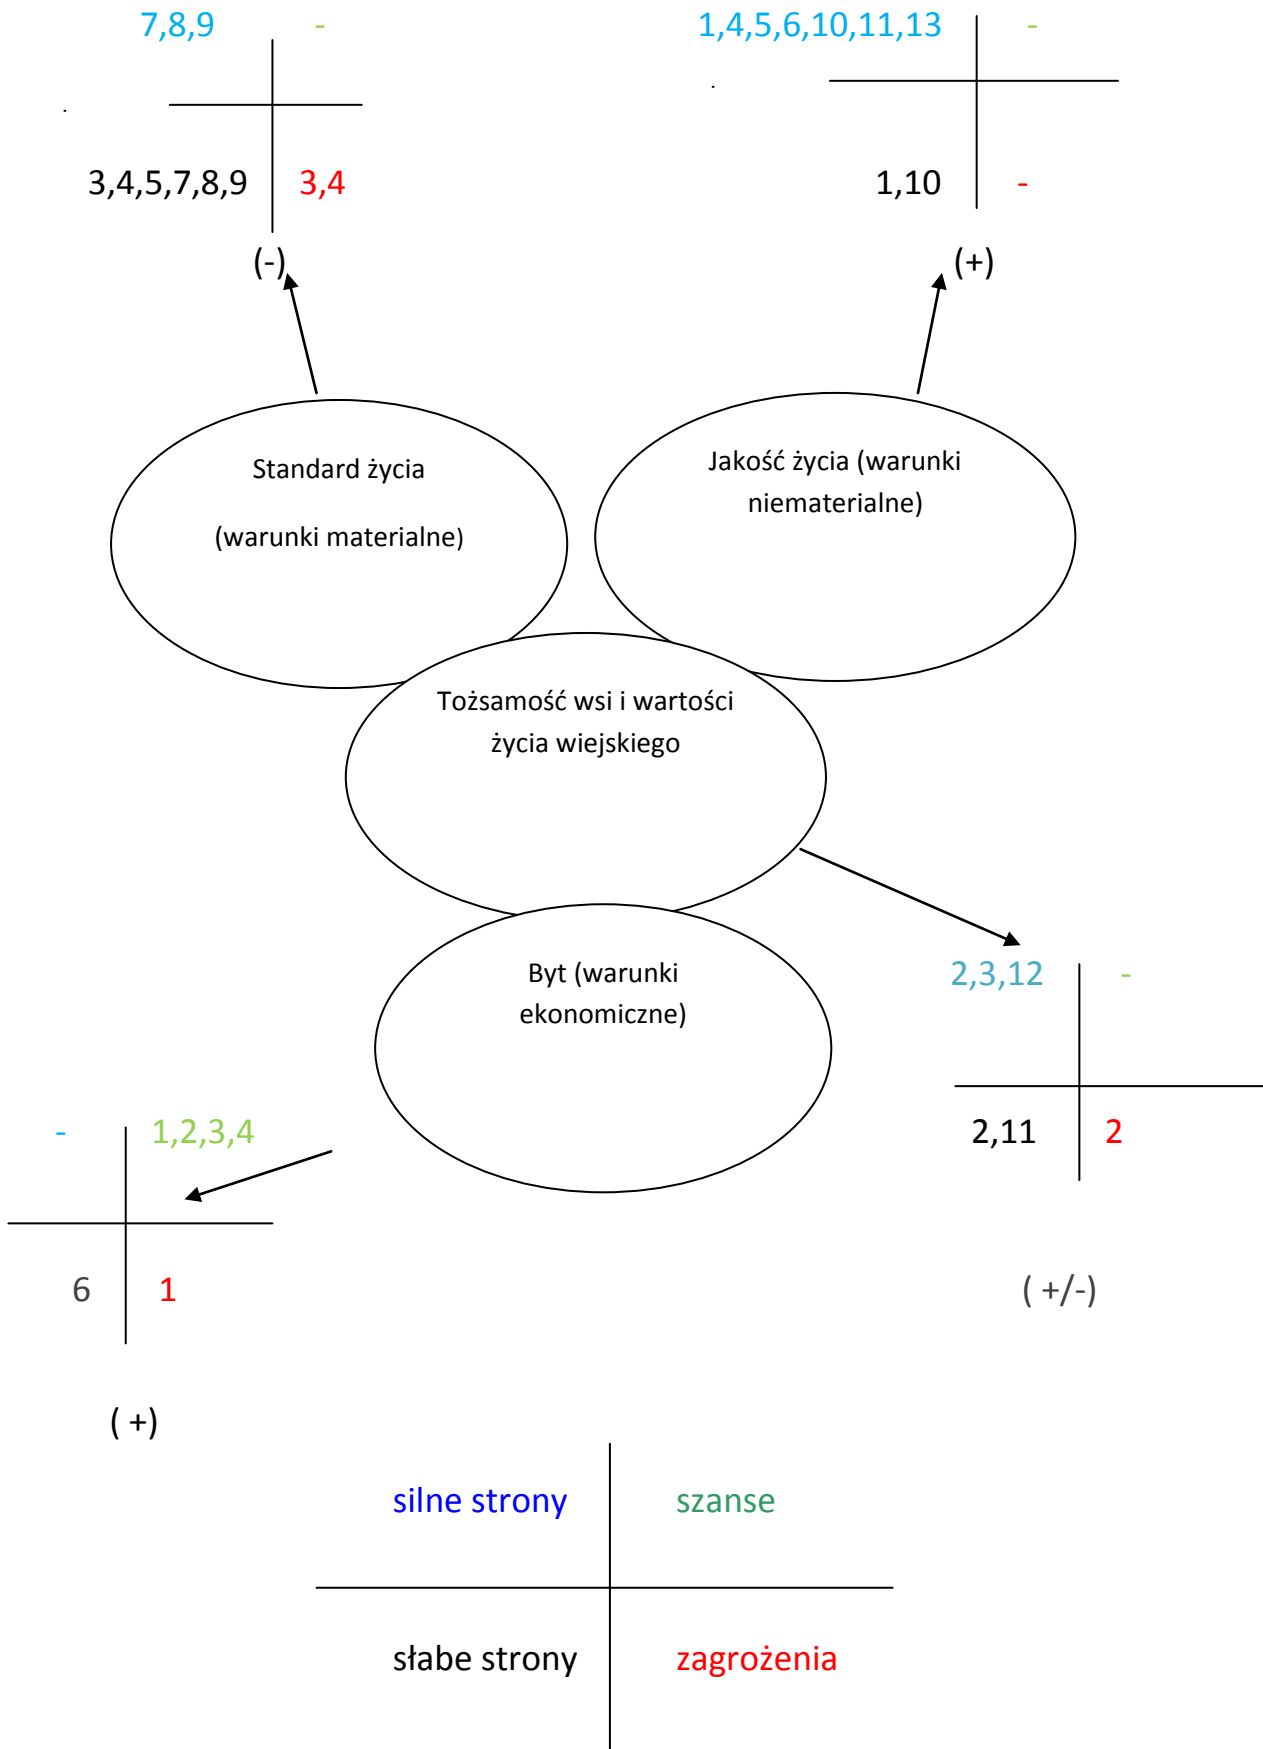 7,8,9 -
3,4,5,7,8,9 3,4
(-)
1,4,5,6,10,11,13 -
1,10 -
(+)
Standard życia
(warunki materialne)
Jakość życia (warunki
niematerialne)
Tożsamość wsi i wartości
życia wiejskiego
Byt (warunki
ekonomiczne)
2,3,12 -
2,11 2
( +/-)
- 1,2,3,4
6 1
( +)
silne strony szanse
słabe strony zagrożenia